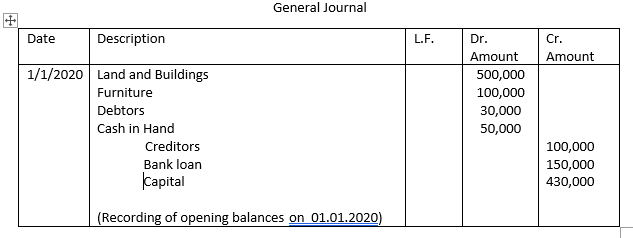 General Journal
Date Description L.F. Dr. Amount Cr. Amount
1/1/2020 Land and Buildings 500,000
Furniture 100,000
Debtors 30,000
Cash in Hand 50,000
Creditors 100,000
Bank loan 150,000
Capital 430,000
(Recording of opening balances on 01.01.2020)